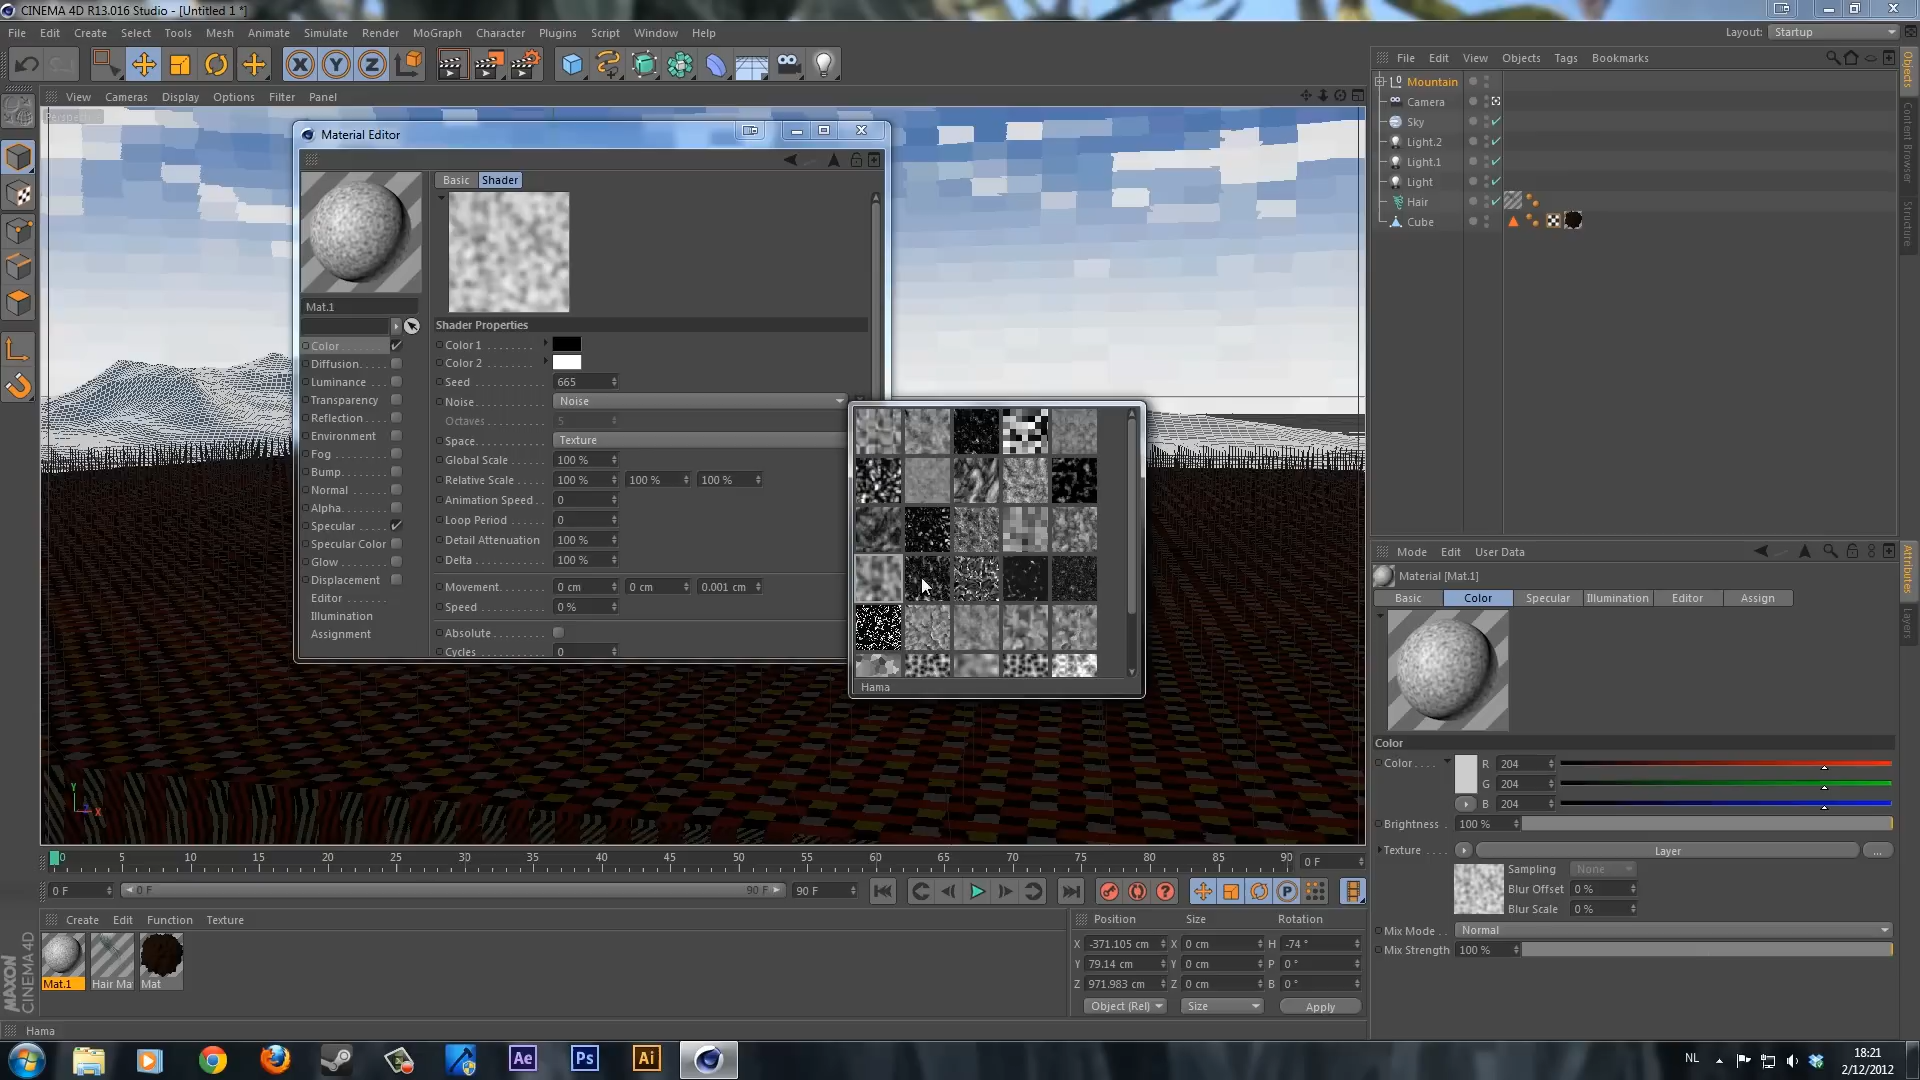 CINEMA 4D R13.016 Studio - [Untitled 1 *]
File Edit Create Select Tools Mesh Animate Simulate Render MoGraph Character Plugins Script Window Help
Layout: Startup
View Cameras Display Options Filter Panel
File Edit View Objects Tags Bookmarks
Objects
Content Browser
Structure
Mountain
Camera
Sky
Light.2
Light.1
Light
Hair
Cube
Material Editor
Basic Shader
Mat.1
Color
Diffusion
Luminance
Transparency
Reflection
Environment
Fog
Bump
Normal
Alpha
Specular
Specular Color
Glow
Displacement
Editor
Illumination
Assignment
Shader Properties
Color 1
Color 2
Seed 665
Noise Noise
Octaves 5
Space Texture
Global Scale 100 %
Relative Scale 100 % 100 % 100 %
Animation Speed 0
Loop Period 0
Detail Attenuation 100 %
Delta 100 %
Movement 0 cm 0 cm 0.001 cm
Speed 0 %
Absolute
Cycles 0
Hama
Y
X
Mode Edit User Data
Attributes
Layers
Material [Mat.1]
Basic Color Specular Illumination Editor Assign
Color
Color R 204
G 204
B 204
Brightness 100 %
Texture Layer ...
Sampling None
Blur Offset 0 %
Blur Scale 0 %
Mix Mode Normal
Mix Strength 100 %
0 5 10 15 20 25 30 35 40 45 50 55 60 65 70 75 80 85 90 0 F
0 F 0 F 90 F 90 F
Create Edit Function Texture
Mat.1 Hair Ma Mat
MAXON
CINEMA 4D
Position Size Rotation
X -371.105 cm X 0 cm H -74 °
Y 79.14 cm Y 0 cm P 0 °
Z 971.983 cm Z 0 cm B 0 °
Object (Rel) Size Apply
Hama
Ae Ps Ai
NL
18:21
2/12/2012